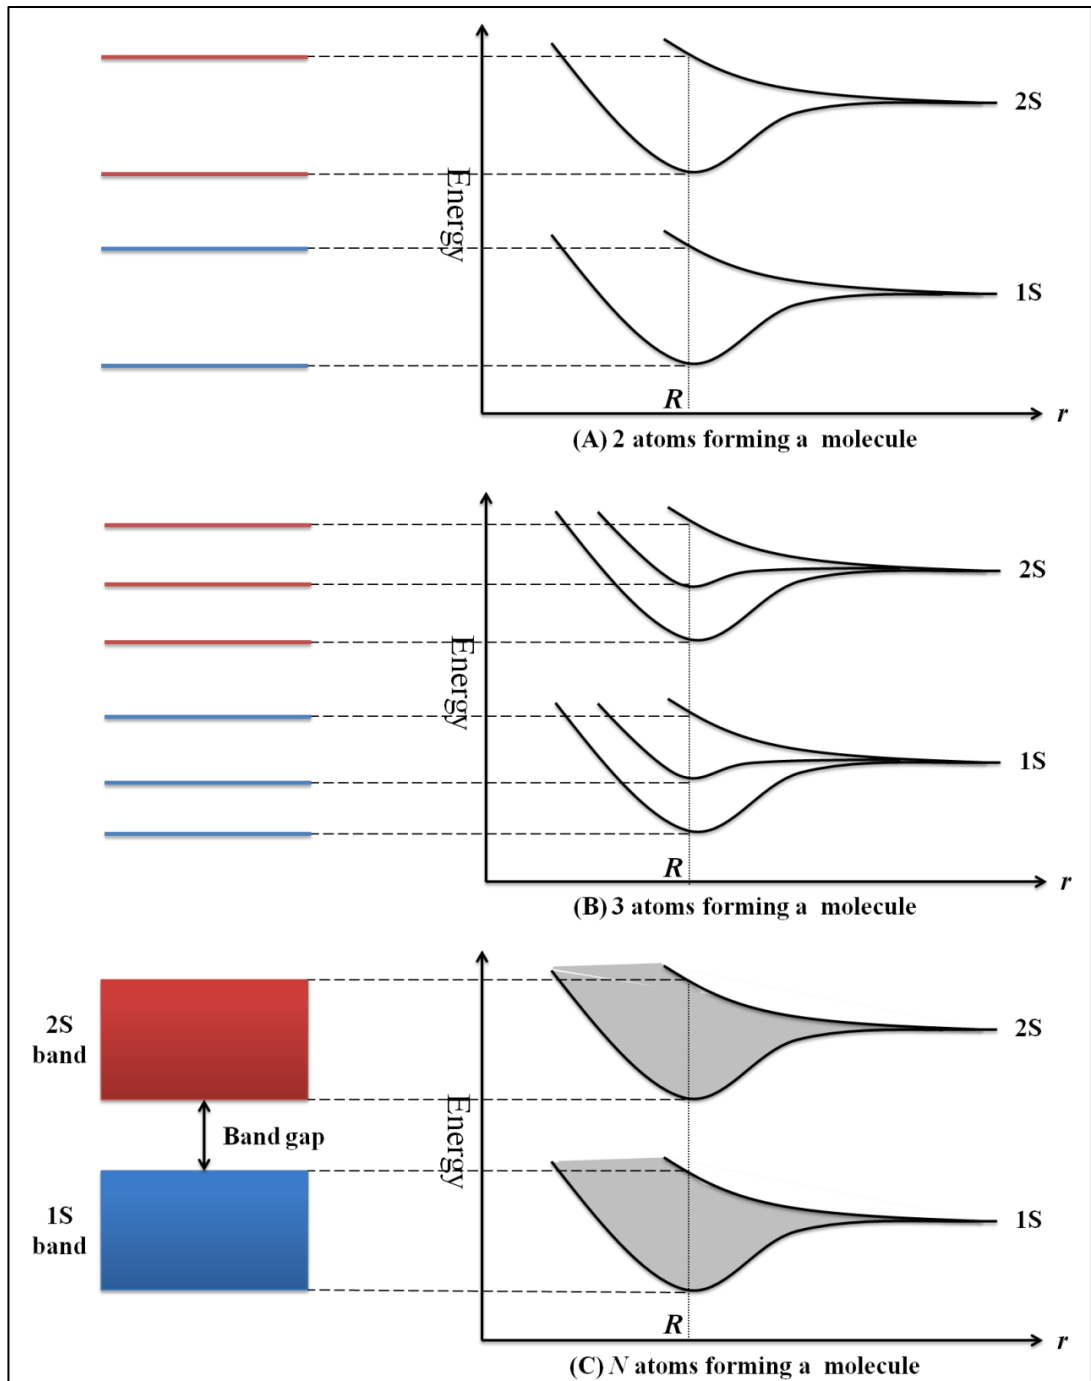 2S
Energy
1S
R
r
(A) 2 atoms forming a molecule
2S
Energy
1S
R
r
(B) 3 atoms forming a molecule
2S
band
Band gap
1S
band
Energy
2S
1S
R
r
(C) N atoms forming a molecule